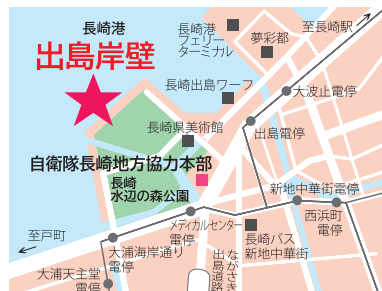 長崎港
出島岸壁
長崎港
フェリー
ターミナル
夢彩都
至長崎駅
長崎出島ワーフ
大波止電停
長崎県美術館
出島電停
自衛隊長崎地方協力本部
長崎
水辺の森公園
新地中華街電停
西浜町
電停
メディカルセンター
電停
長崎バス
新地中華街
至戸町
大浦海岸通り
電停
大浦天主堂
電停
ながさき
出島道路